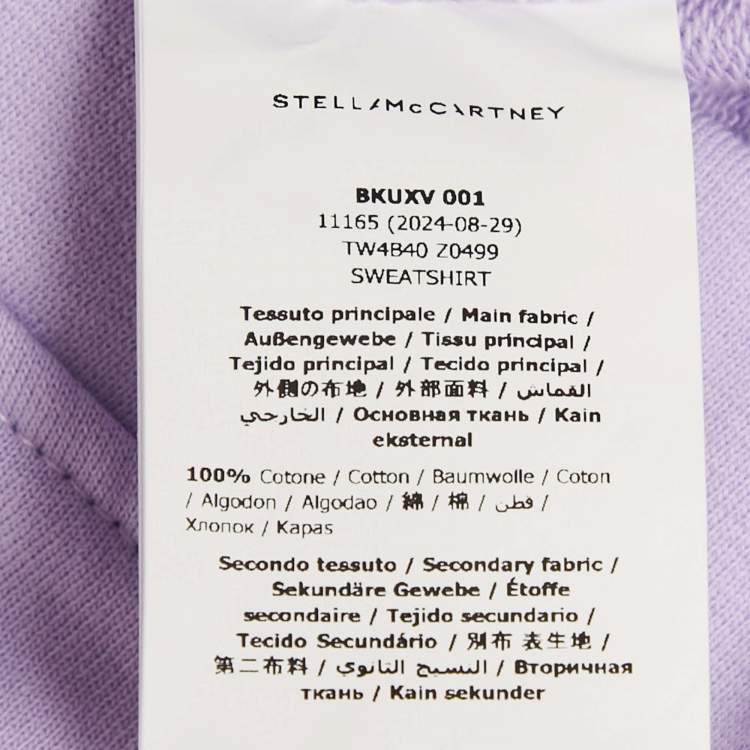 STELLA McCARTNEY
BKUXV 001
11165 (2024-08-29)
TW4B40 Z0499
SWEATSHIRT
Tessuto principale / Main fabric /
Außengewebe / Tissu principal /
Tejido principal / Tecido principal /
外側の布地 / 外部面料 / القماش
الخارجي / Основная ткань / Kain
eksternal
100% Cotone / Cotton / Baumwolle / Coton
/ Algodon / Algodao / 綿 / 棉 / قطن /
Хлопок / Kapas
Secondo tessuto / Secondary fabric /
Sekundäre Gewebe / Étoffe
secondaire / Tejido secundario /
Tecido Secundário / 別布 表生地 /
第二布料 / النسيج الثانوي / Вторичная
ткань / Kain sekunder